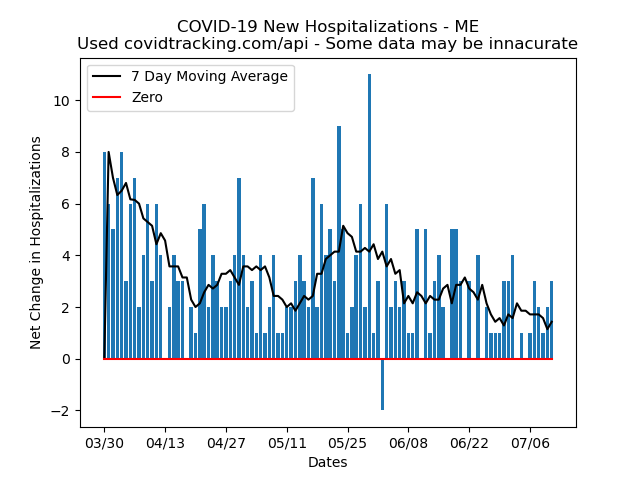 COVID-19 New Hospitalizations - ME
Used covidtracking.com/api - Some data may be innacurate
7 Day Moving Average
Zero
Net Change in Hospitalizations
10
8
6
4
2
0
−2
03/30 04/13 04/27 05/11 05/25 06/08 06/22 07/06
Dates